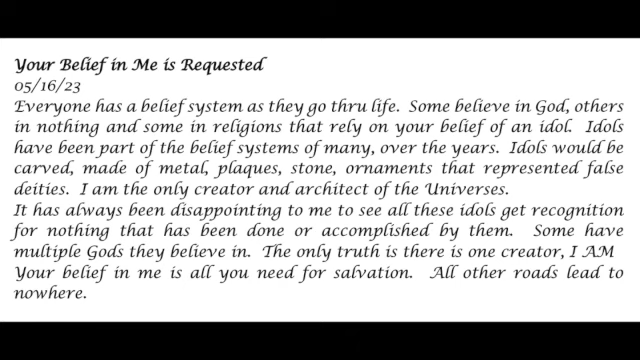 Your Belief in Me is Requested
05/16/23
Everyone has a belief system as they go thru life. Some believe in God, others
in nothing and some in religions that rely on your belief of an idol. Idols
have been part of the belief systems of many, over the years. Idols would be
carved, made of metal, plaques, stone, ornaments that represented false
deities. I am the only creator and architect of the Universes.
It has always been disappointing to me to see all these idols get recognition
for nothing that has been done or accomplished by them. Some have
multiple Gods they believe in. The only truth is there is one creator, I AM
Your belief in me is all you need for salvation. All other roads lead to
nowhere.